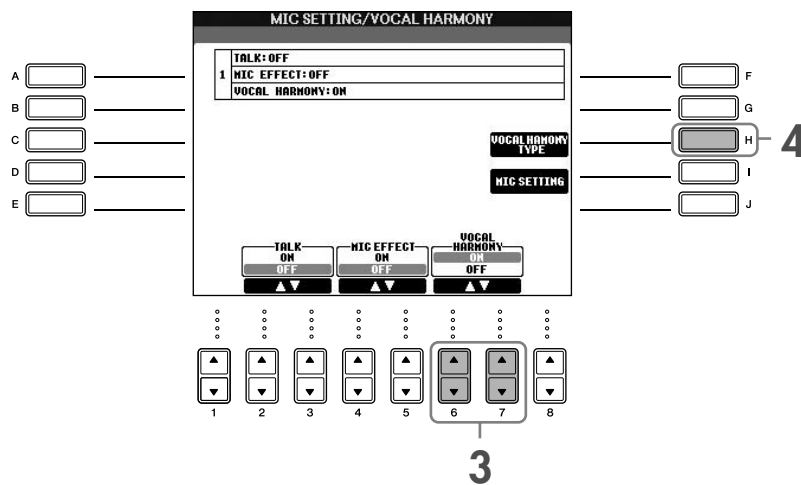 MIC SETTING/VOCAL HARMONY
TALK:OFF
1 MIC EFFECT:OFF
VOCAL HARMONY:ON
A
B
C
D
E
F
G
H
I
J
4
VOCAL HAMONY
TYPE
MIC SETTING
TALK
ON
OFF
MIC EFFECT
ON
OFF
VOCAL
HARMONY
ON
OFF
1 2 3 4 5 6 7 8
3